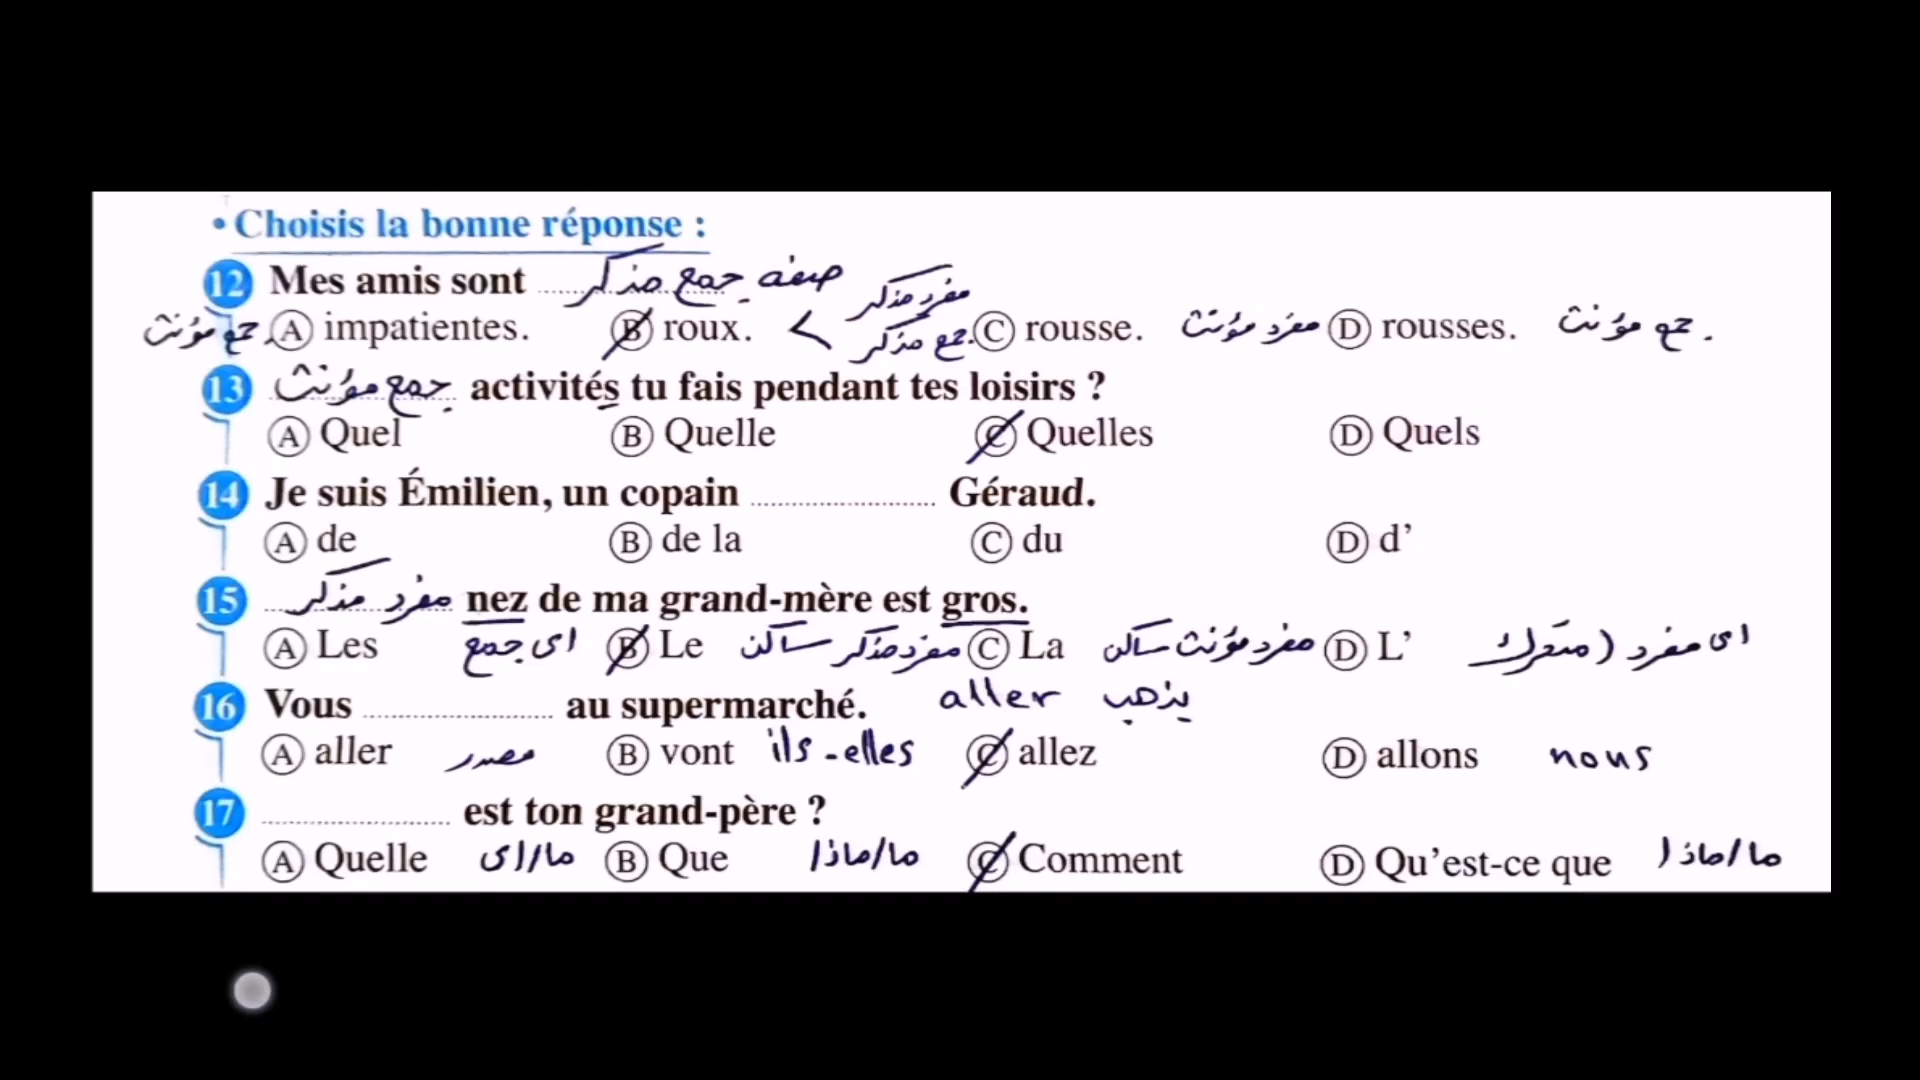 • Choisis la bonne réponse :
12 Mes amis sont ........ صفه جمع مذكر
مفرد مذكر
جمع مؤنث A impatientes. B roux. < جمع مذكر C rousse. مفرد مؤنث D rousses. جمع مؤنث.
13 جمع مؤنث activités tu fais pendant tes loisirs ?
A Quel B Quelle C Quelles D Quels
14 Je suis Émilien, un copain ........ Géraud.
A de B de la C du D d’
15 مفرد مذكر nez de ma grand-mère est gros.
A Les اى جمع B Le مفرد مذكر ساكن C La مفرد مؤنث ساكن D L’ اى مفرد (متحرك
16 Vous ........ au supermarché. aller يذهب
A aller مصدر B vont ils - elles C allez D allons nous
17 ........ est ton grand-père ?
A Quelle ما/اى B Que ما/ماذا C Comment D Qu’est-ce que ما/ماذا